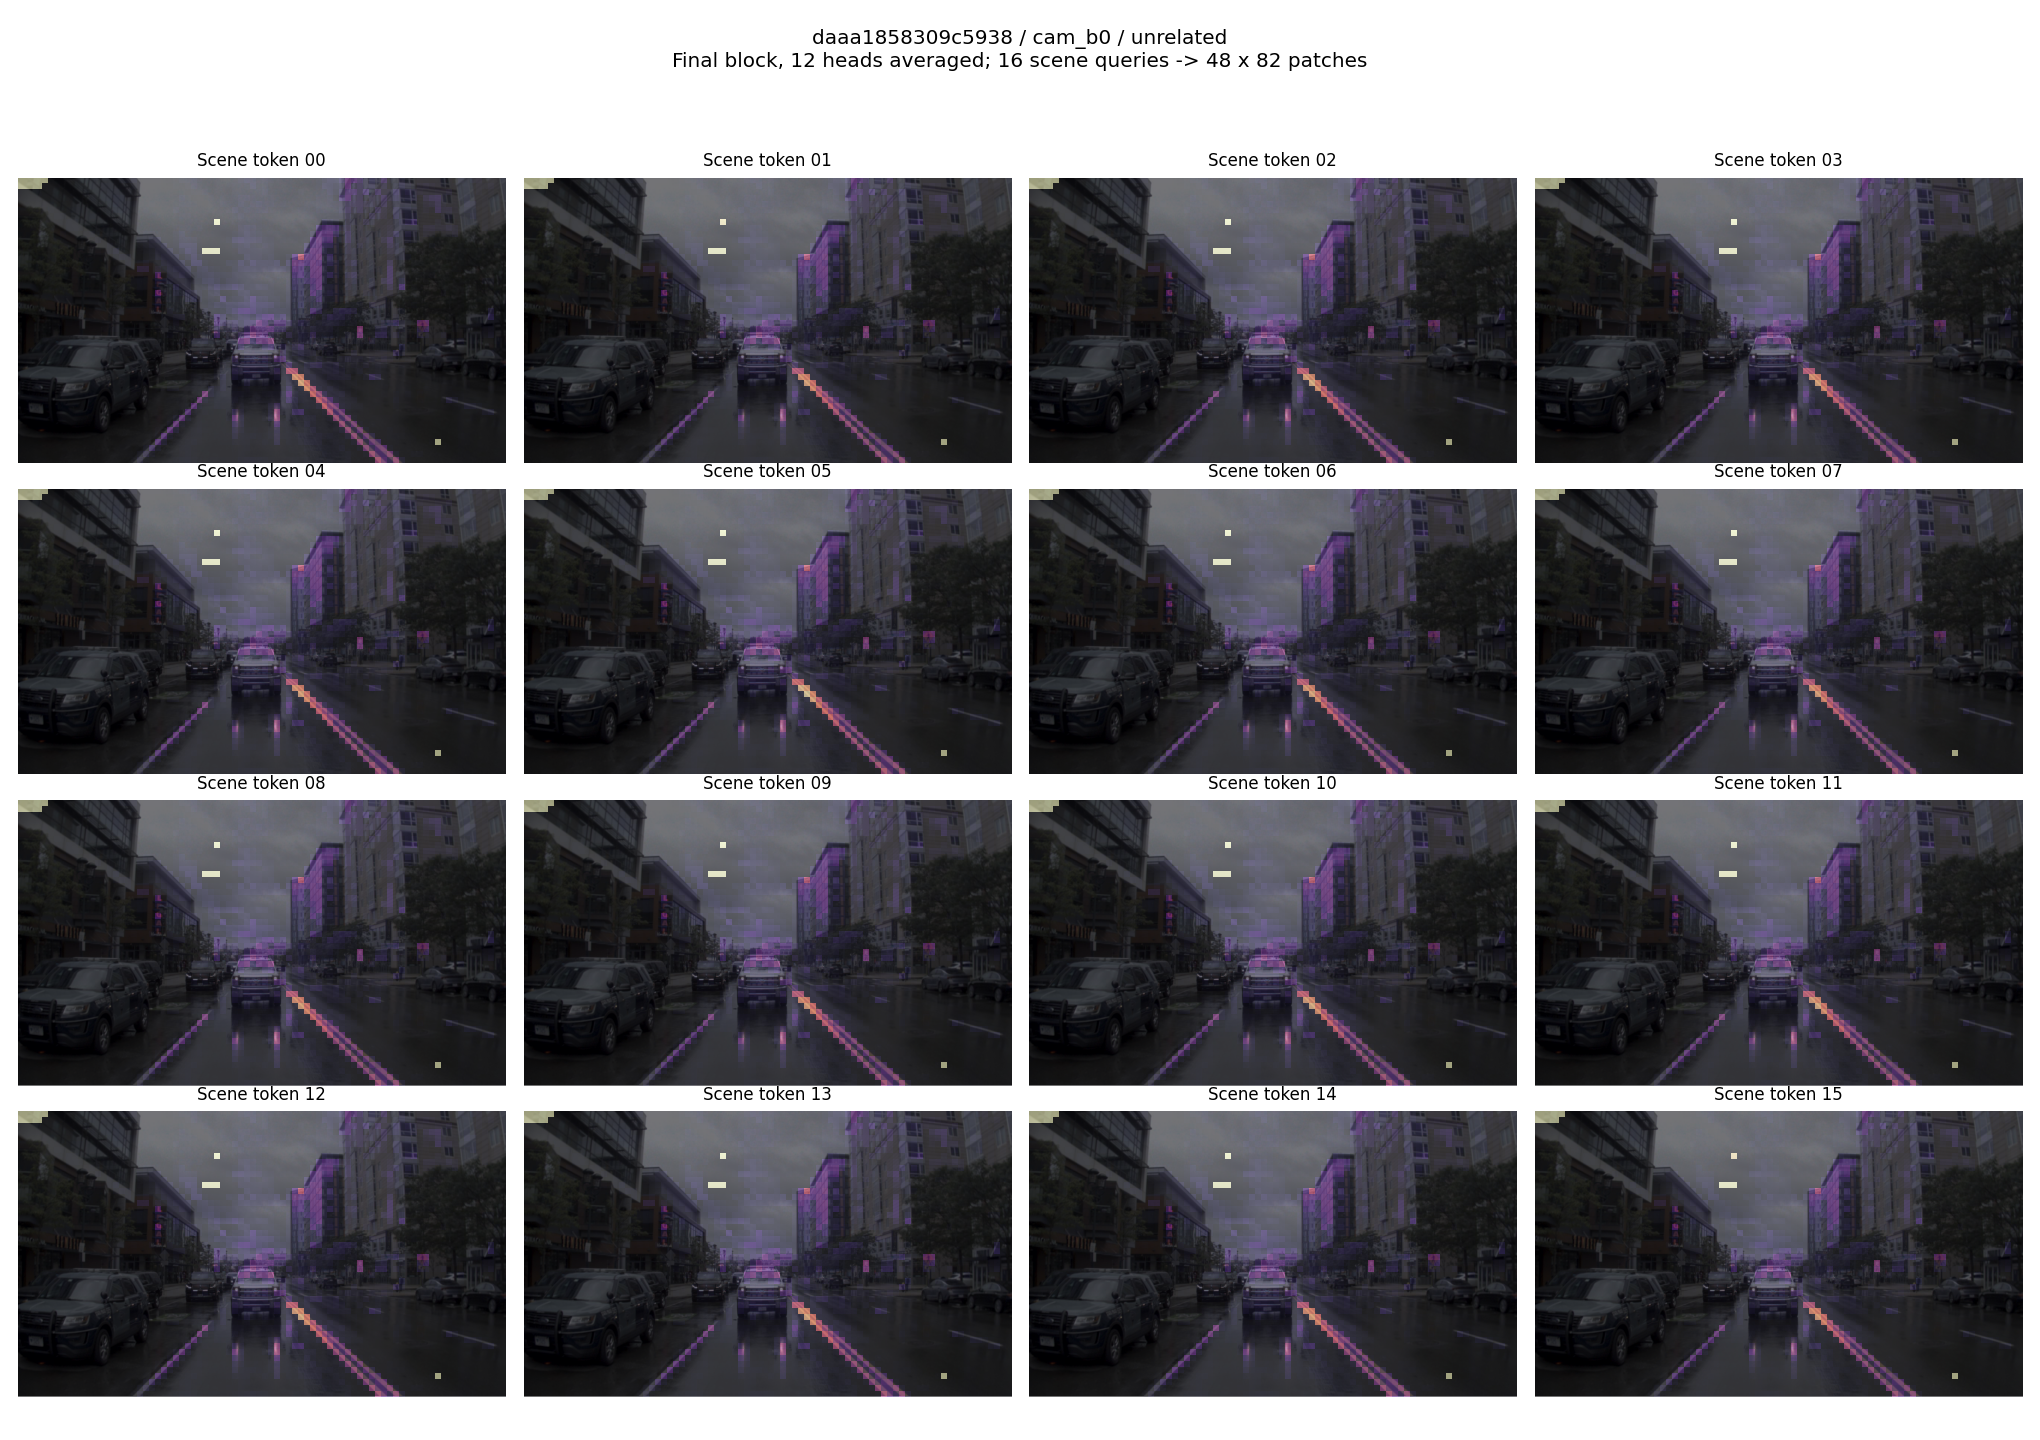 daaa1858309c5938 / cam_b0 / unrelated
Final block, 12 heads averaged; 16 scene queries -> 48 x 82 patches
Scene token 00
Scene token 01
Scene token 02
Scene token 03
Scene token 04
Scene token 05
Scene token 06
Scene token 07
Scene token 08
Scene token 09
Scene token 10
Scene token 11
Scene token 12
Scene token 13
Scene token 14
Scene token 15